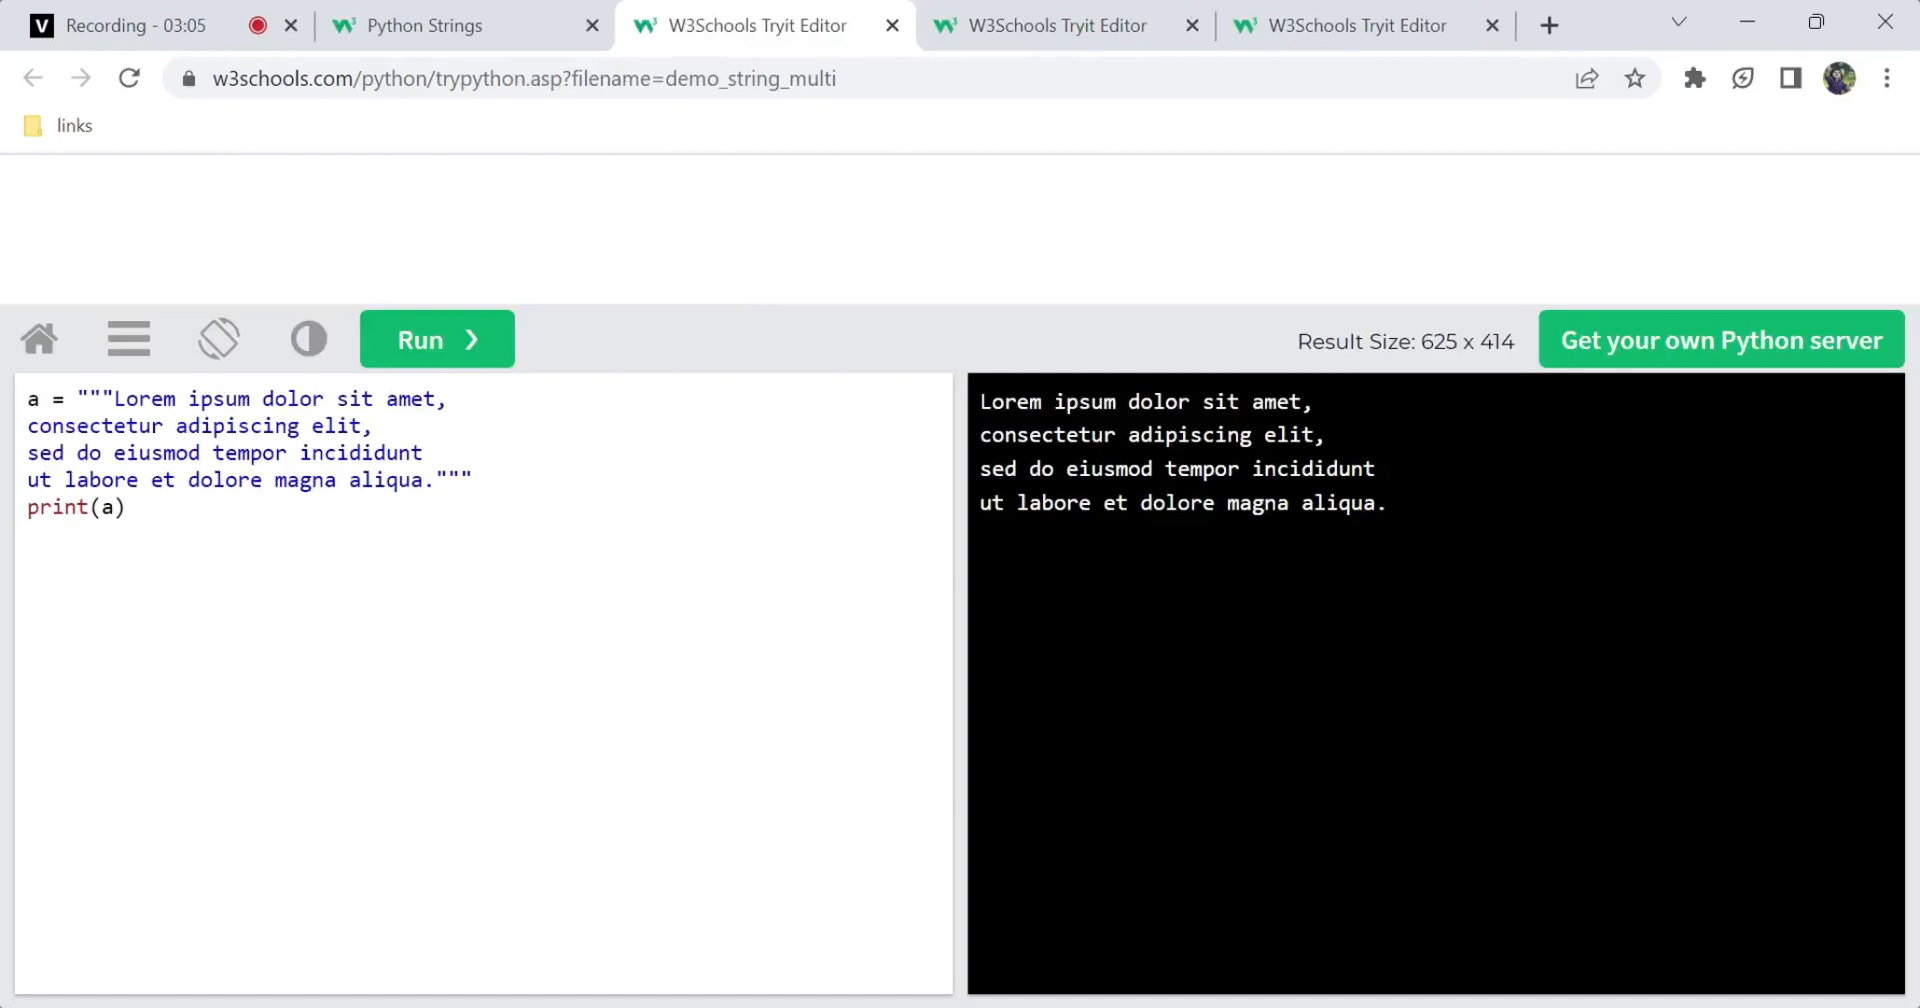 V Recording - 03:05
Python Strings
W3Schools Tryit Editor
W3Schools Tryit Editor
W3Schools Tryit Editor
w3schools.com/python/trypython.asp?filename=demo_string_multi
links
Run ❯
Result Size: 625 x 414
Get your own Python server
a = """Lorem ipsum dolor sit amet,
consectetur adipiscing elit,
sed do eiusmod tempor incididunt
ut labore et dolore magna aliqua."""
print(a)
Lorem ipsum dolor sit amet,
consectetur adipiscing elit,
sed do eiusmod tempor incididunt
ut labore et dolore magna aliqua.